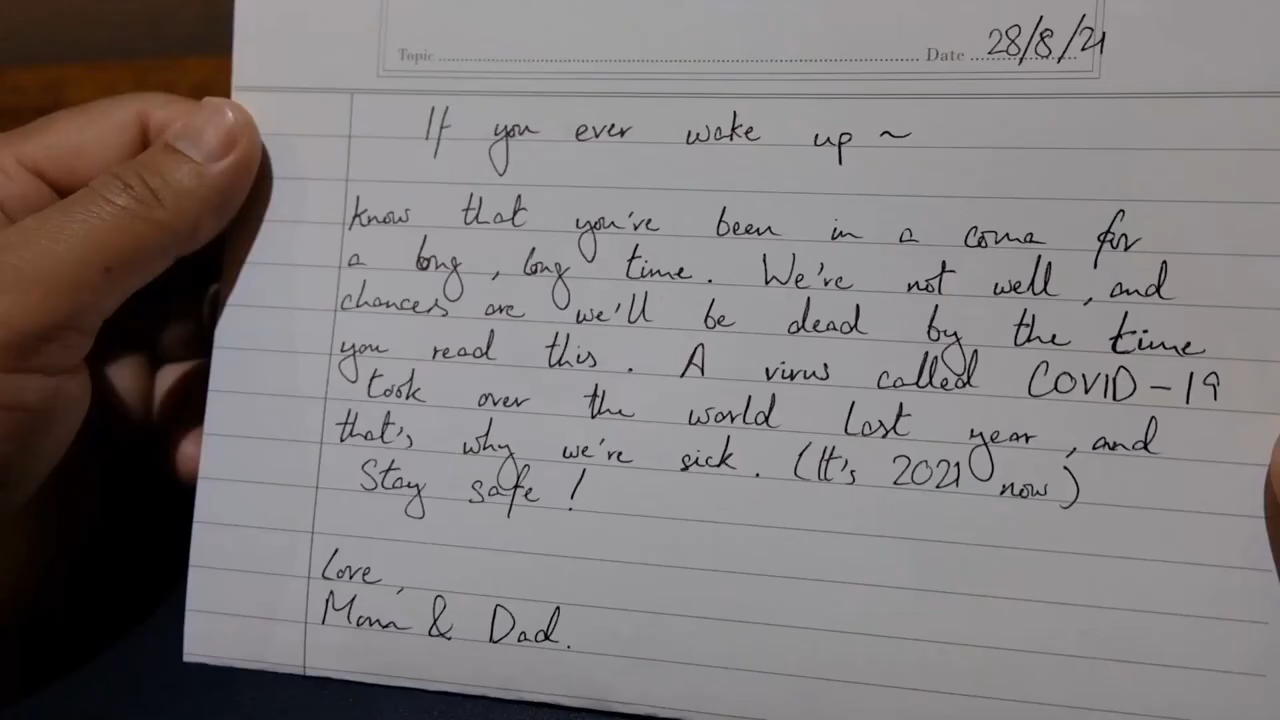 Topic Date 28/8/21
If you ever wake up ~
Know that you've been in a coma for
a long, long time. We're not well, and
chances are we'll be dead by the time
you read this. A virus called COVID-19
took over the world last year, and
that's why we're sick. (It's 2021 now)
Stay safe!
Love,
Mom & Dad.